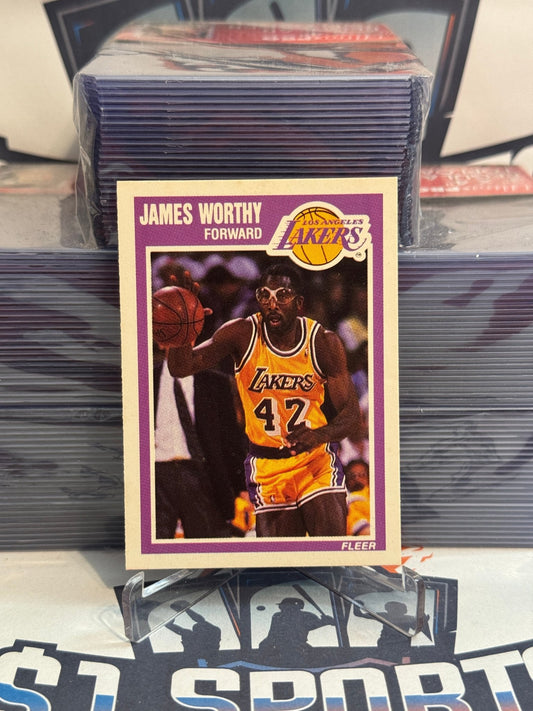 JAMES WORTHY
FORWARD
LOS ANGELES
LAKERS
LAKERS
42
FLEER
$1 SPORTS